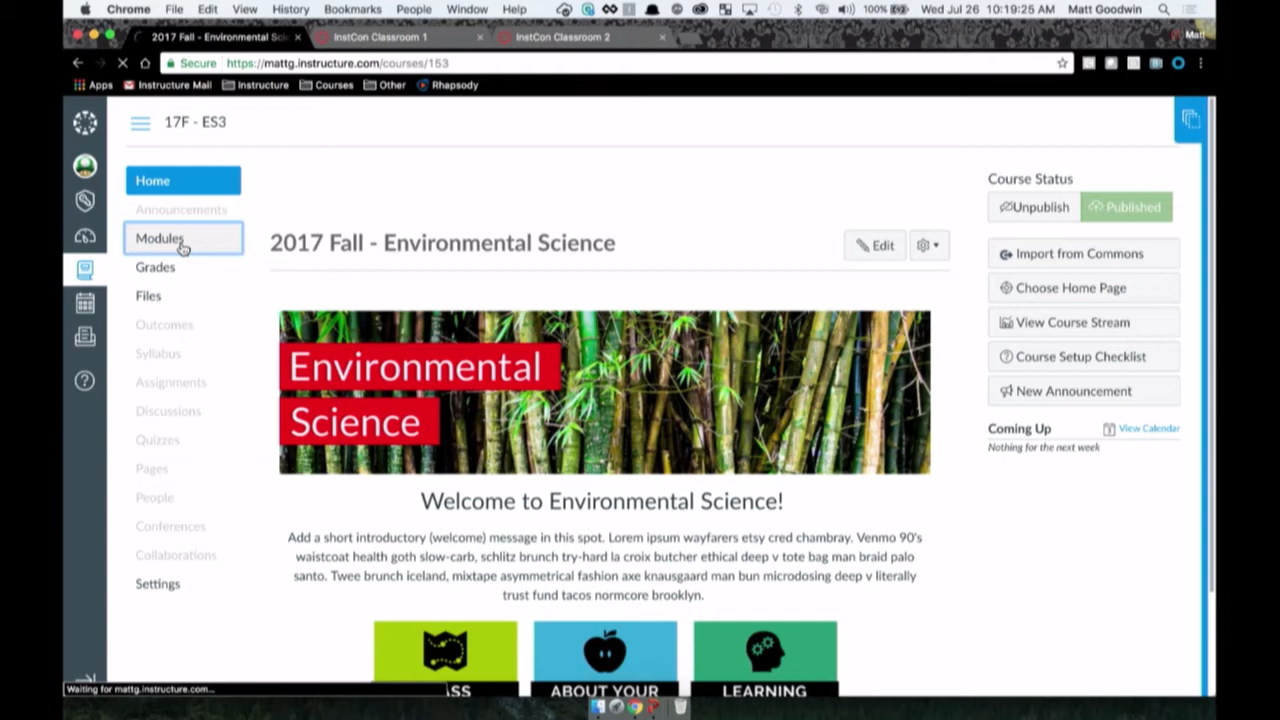 Chrome File Edit View History Bookmarks People Window Help 100% Wed Jul 26 10:19:25 AM Matt Goodwin
2017 Fall - Environmental Sci InstCon Classroom 1 InstCon Classroom 2 Matt
Secure https://mattg.instructure.com/courses/153
Apps Instructure Mail Instructure Courses Other Rhapsody
17F - ES3
Home
Announcements
Modules
Grades
Files
Outcomes
Syllabus
Assignments
Discussions
Quizzes
Pages
People
Conferences
Collaborations
Settings
2017 Fall - Environmental Science
Edit
Environmental
Science
Welcome to Environmental Science!
Add a short introductory (welcome) message in this spot. Lorem ipsum wayfarers etsy cred chambray. Venmo 90's
waistcoat health goth slow-carb, schlitz brunch try-hard la croix butcher ethical deep v tote bag man braid palo
santo. Twee brunch iceland, mixtape asymmetrical fashion axe knausgaard man bun microdosing deep v literally
trust fund tacos normcore brooklyn.
ASS
ABOUT YOUR
LEARNING
Course Status
Unpublish
Published
Import from Commons
Choose Home Page
View Course Stream
Course Setup Checklist
New Announcement
Coming Up
View Calendar
Nothing for the next week
Waiting for mattg.instructure.com...